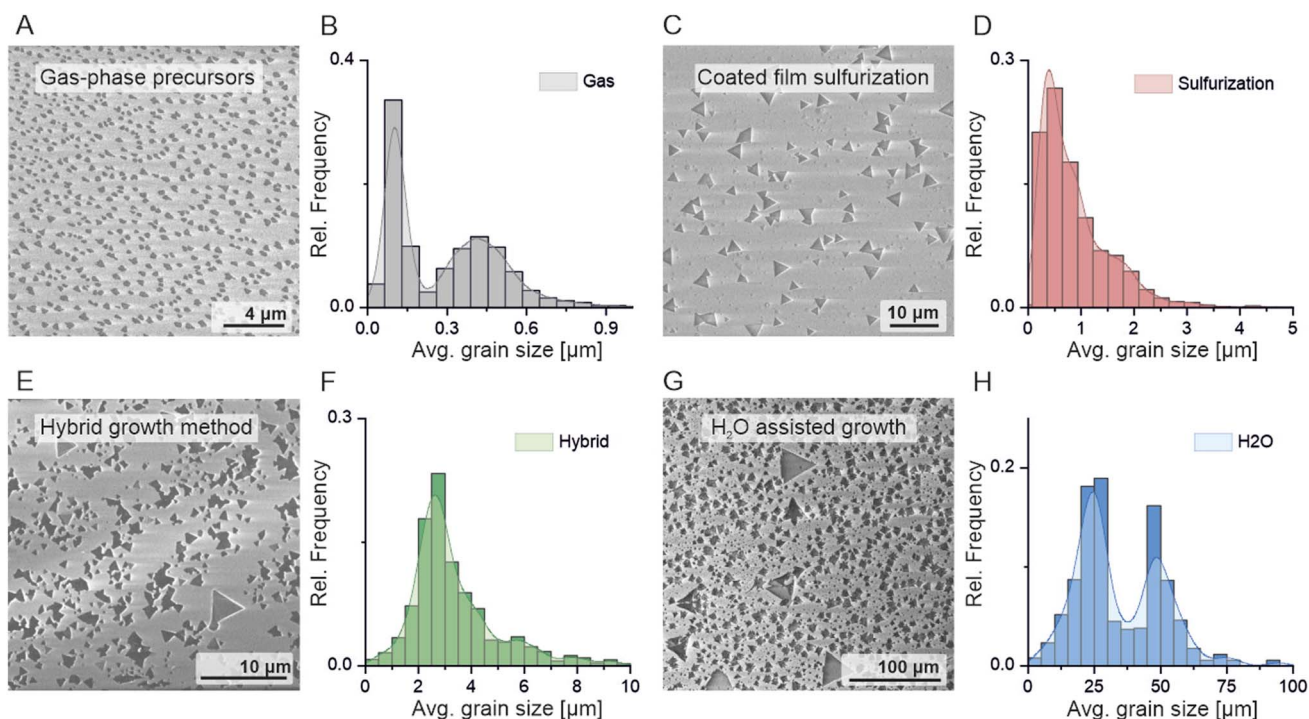 A
Gas-phase precursors
4 µm
B
Rel. Frequency
0.4
0.0
Gas
0.0 0.3 0.6 0.9
Avg. grain size [µm]
C
Coated film sulfurization
10 µm
D
Rel. Frequency
0.3
0.0
Sulfurization
0 1 2 3 4 5
Avg. grain size [µm]
E
Hybrid growth method
10 µm
F
Rel. Frequency
0.3
0.0
Hybrid
0 2 4 6 8 10
Avg. grain size [µm]
G
H₂O assisted growth
100 µm
H
Rel. Frequency
0.2
0.0
H2O
0 25 50 75 100
Avg. grain size [µm]